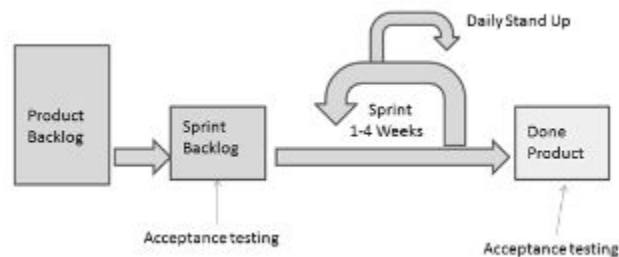 Daily Stand Up
Product
Backlog
Sprint
Backlog
Sprint
1-4 Weeks
Done
Product
Acceptance testing
Acceptance testing